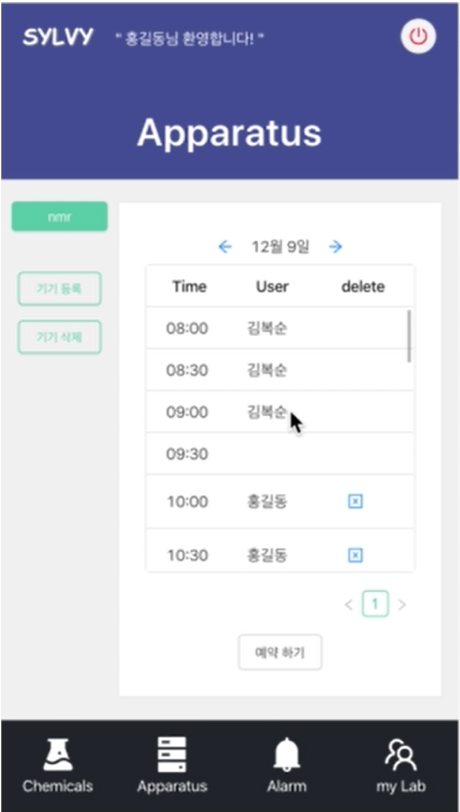 SYLVY " 홍길동님 환영합니다! "
Apparatus
nmr
기기 등록
기기 삭제
12월 9일
Time User delete
08:00 김복순
08:30 김복순
09:00 김복순
09:30
10:00 홍길동
10:30 홍길동
< 1 >
예약 하기
Chemicals Apparatus Alarm my Lab